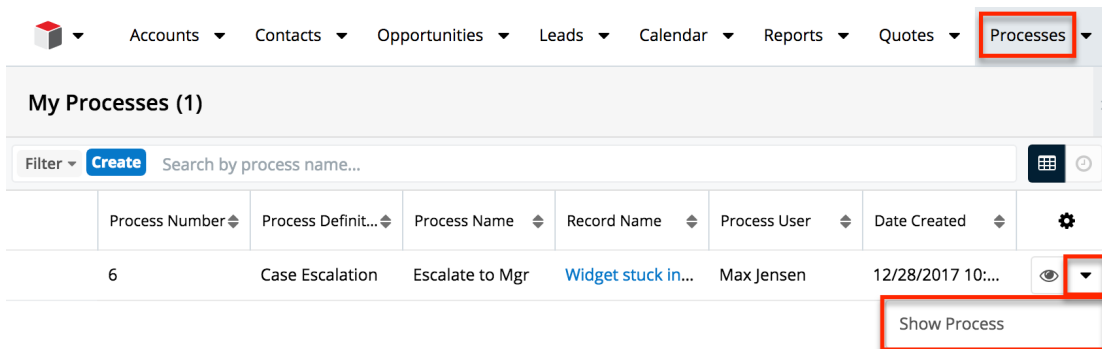 Accounts Contacts Opportunities Leads Calendar Reports Quotes Processes
My Processes (1)
Filter Create Search by process name...
Process Number Process Definit... Process Name Record Name Process User Date Created
6 Case Escalation Escalate to Mgr Widget stuck in... Max Jensen 12/28/2017 10:...
Show Process